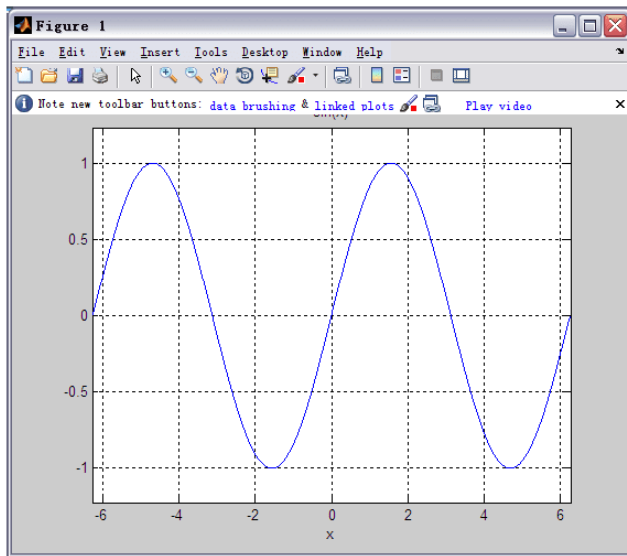 Figure 1
File Edit View Insert Tools Desktop Window Help
Note new toolbar buttons: data brushing & linked plots Play video
sin(x)
1
0.5
0
-0.5
-1
-6 -4 -2 0 2 4 6
x